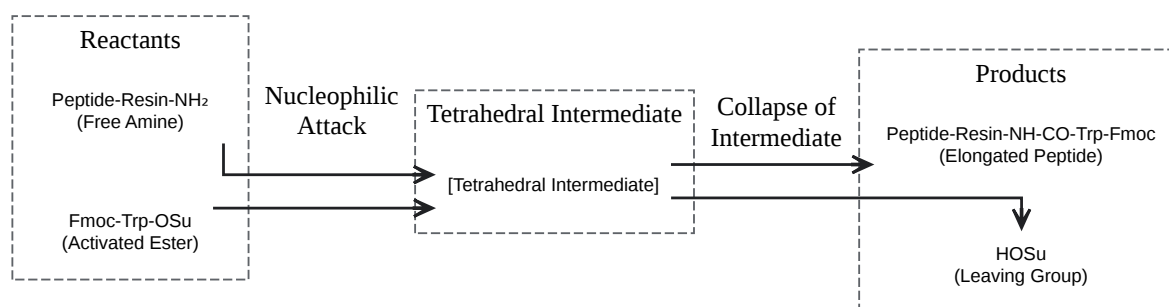 Reactants
Peptide-Resin-NH₂
(Free Amine)
Fmoc-Trp-OSu
(Activated Ester)
Nucleophilic
Attack
Tetrahedral Intermediate
[Tetrahedral Intermediate]
Collapse of
Intermediate
Products
Peptide-Resin-NH-CO-Trp-Fmoc
(Elongated Peptide)
HOSu
(Leaving Group)